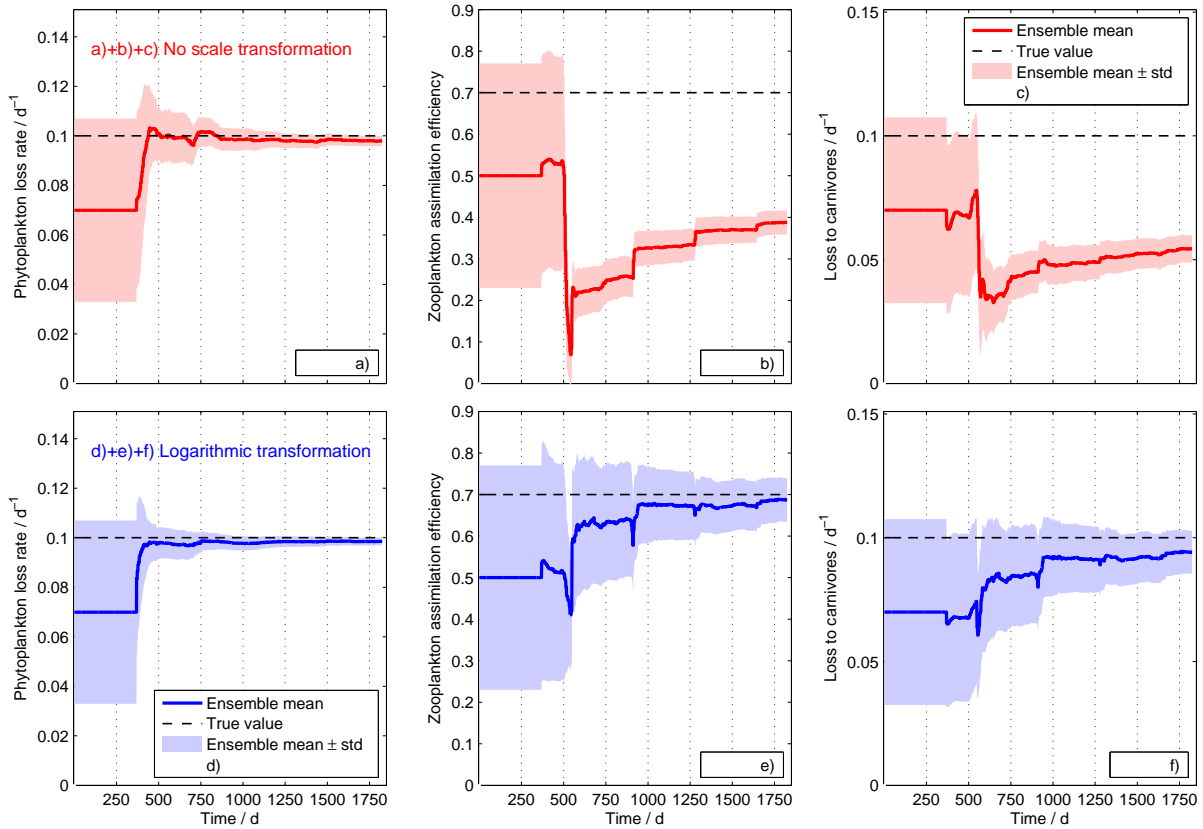 0.14
0.12
0.1
0.08
0.06
0.04
0.02
0
Phytoplankton loss rate / d⁻¹
a)+b)+c) No scale transformation
a)
0.9
0.8
0.7
0.6
0.5
0.4
0.3
0.2
0.1
0
Zooplankton assimilation efficiency
b)
0.15
0.1
0.05
0
Loss to carnivores / d⁻¹
Ensemble mean
True value
Ensemble mean ± std
c)
0.14
0.12
0.1
0.08
0.06
0.04
0.02
0
Phytoplankton loss rate / d⁻¹
d)+e)+f) Logarithmic transformation
Ensemble mean
True value
Ensemble mean ± std
d)
250 500 750 1000 1250 1500 1750
Time / d
0.9
0.8
0.7
0.6
0.5
0.4
0.3
0.2
0.1
0
Zooplankton assimilation efficiency
e)
250 500 750 1000 1250 1500 1750
Time / d
0.15
0.1
0.05
0
Loss to carnivores / d⁻¹
f)
250 500 750 1000 1250 1500 1750
Time / d